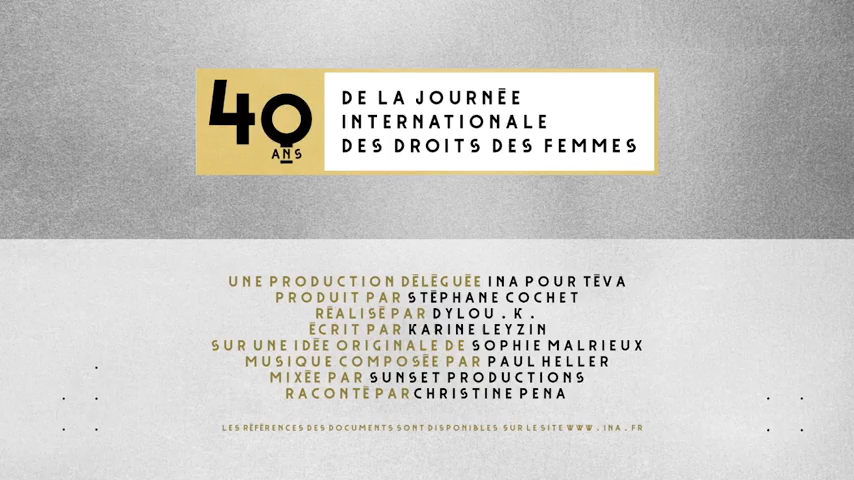 40
ANS
DE LA JOURNÉE
INTERNATIONALE
DES DROITS DES FEMMES
UNE PRODUCTION DÉLÉGUÉE INA POUR TÉVA
PRODUIT PAR STÉPHANE COCHET
RÉALISÉ PAR DYLOU . K .
ÉCRIT PAR KARINE LEYZIN
SUR UNE IDÉE ORIGINALE DE SOPHIE MALRIEUX
MUSIQUE COMPOSÉE PAR PAUL HELLER
MIXÉE PAR SUNSET PRODUCTIONS
RACONTÉ PAR CHRISTINE PENA
LES RÉFÉRENCES DES DOCUMENTS SONT DISPONIBLES SUR LE SITE WWW . INA . FR